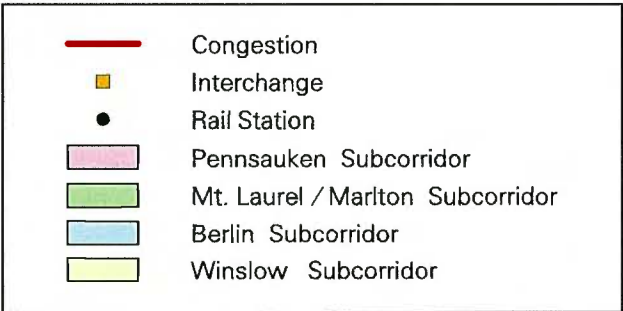 Congestion
Interchange
Rail Station
Pennsauken Subcorridor
Mt. Laurel / Marlton Subcorridor
Berlin Subcorridor
Winslow Subcorridor